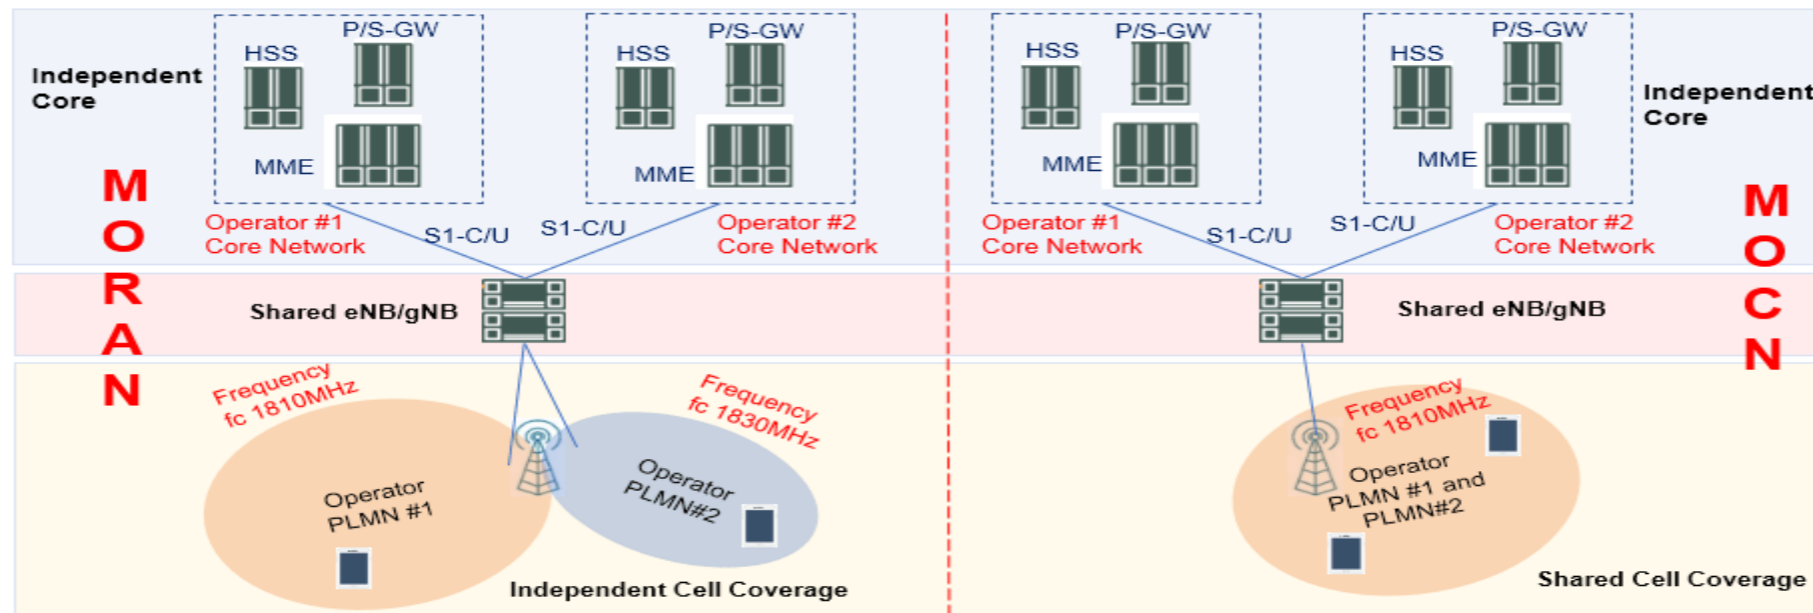 P/S-GW
HSS
MME
Independent
Core
P/S-GW
HSS
MME
Operator #1
Core Network
S1-C/U
S1-C/U
Operator #2
Core Network
MORAN
Shared eNB/gNB
Frequency
fc 1810MHz
Frequency
fc 1830MHz
Operator
PLMN #1
Operator
PLMN#2
Independent Cell Coverage
P/S-GW
HSS
MME
P/S-GW
HSS
MME
Independent
Core
Operator #1
Core Network
S1-C/U
S1-C/U
Operator #2
Core Network
MOCN
Shared eNB/gNB
Frequency
fc 1810MHz
Operator
PLMN #1 and
PLMN#2
Shared Cell Coverage